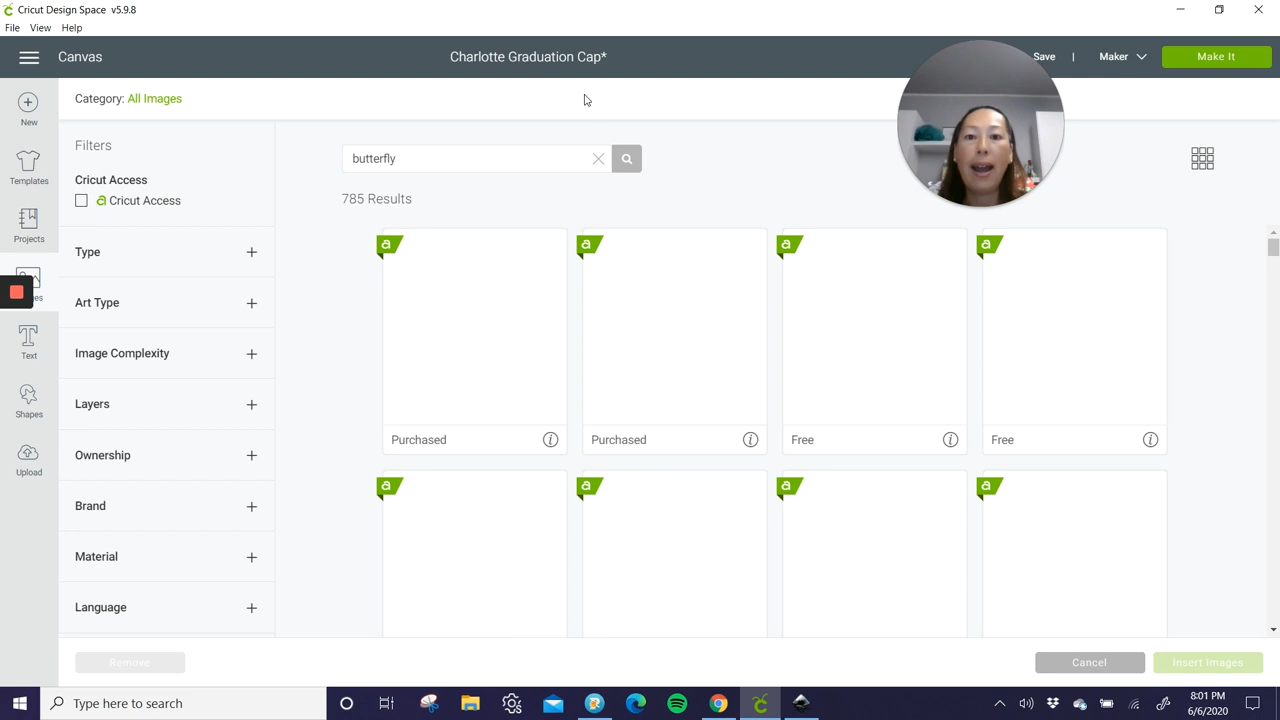 Cricut Design Space v5.9.8
File View Help
Canvas
Charlotte Graduation Cap*
Save | Maker
Make It
New
Templates
Projects
Text
Shapes
Upload
Category: All Images
Filters
Cricut Access
a Cricut Access
Type
Art Type
Image Complexity
Layers
Ownership
Brand
Material
Language
butterfly
785 Results
a a a a
Purchased Purchased Free Free
a a a a
Remove
Cancel
Insert Images
Type here to search
8:01 PM
6/6/2020